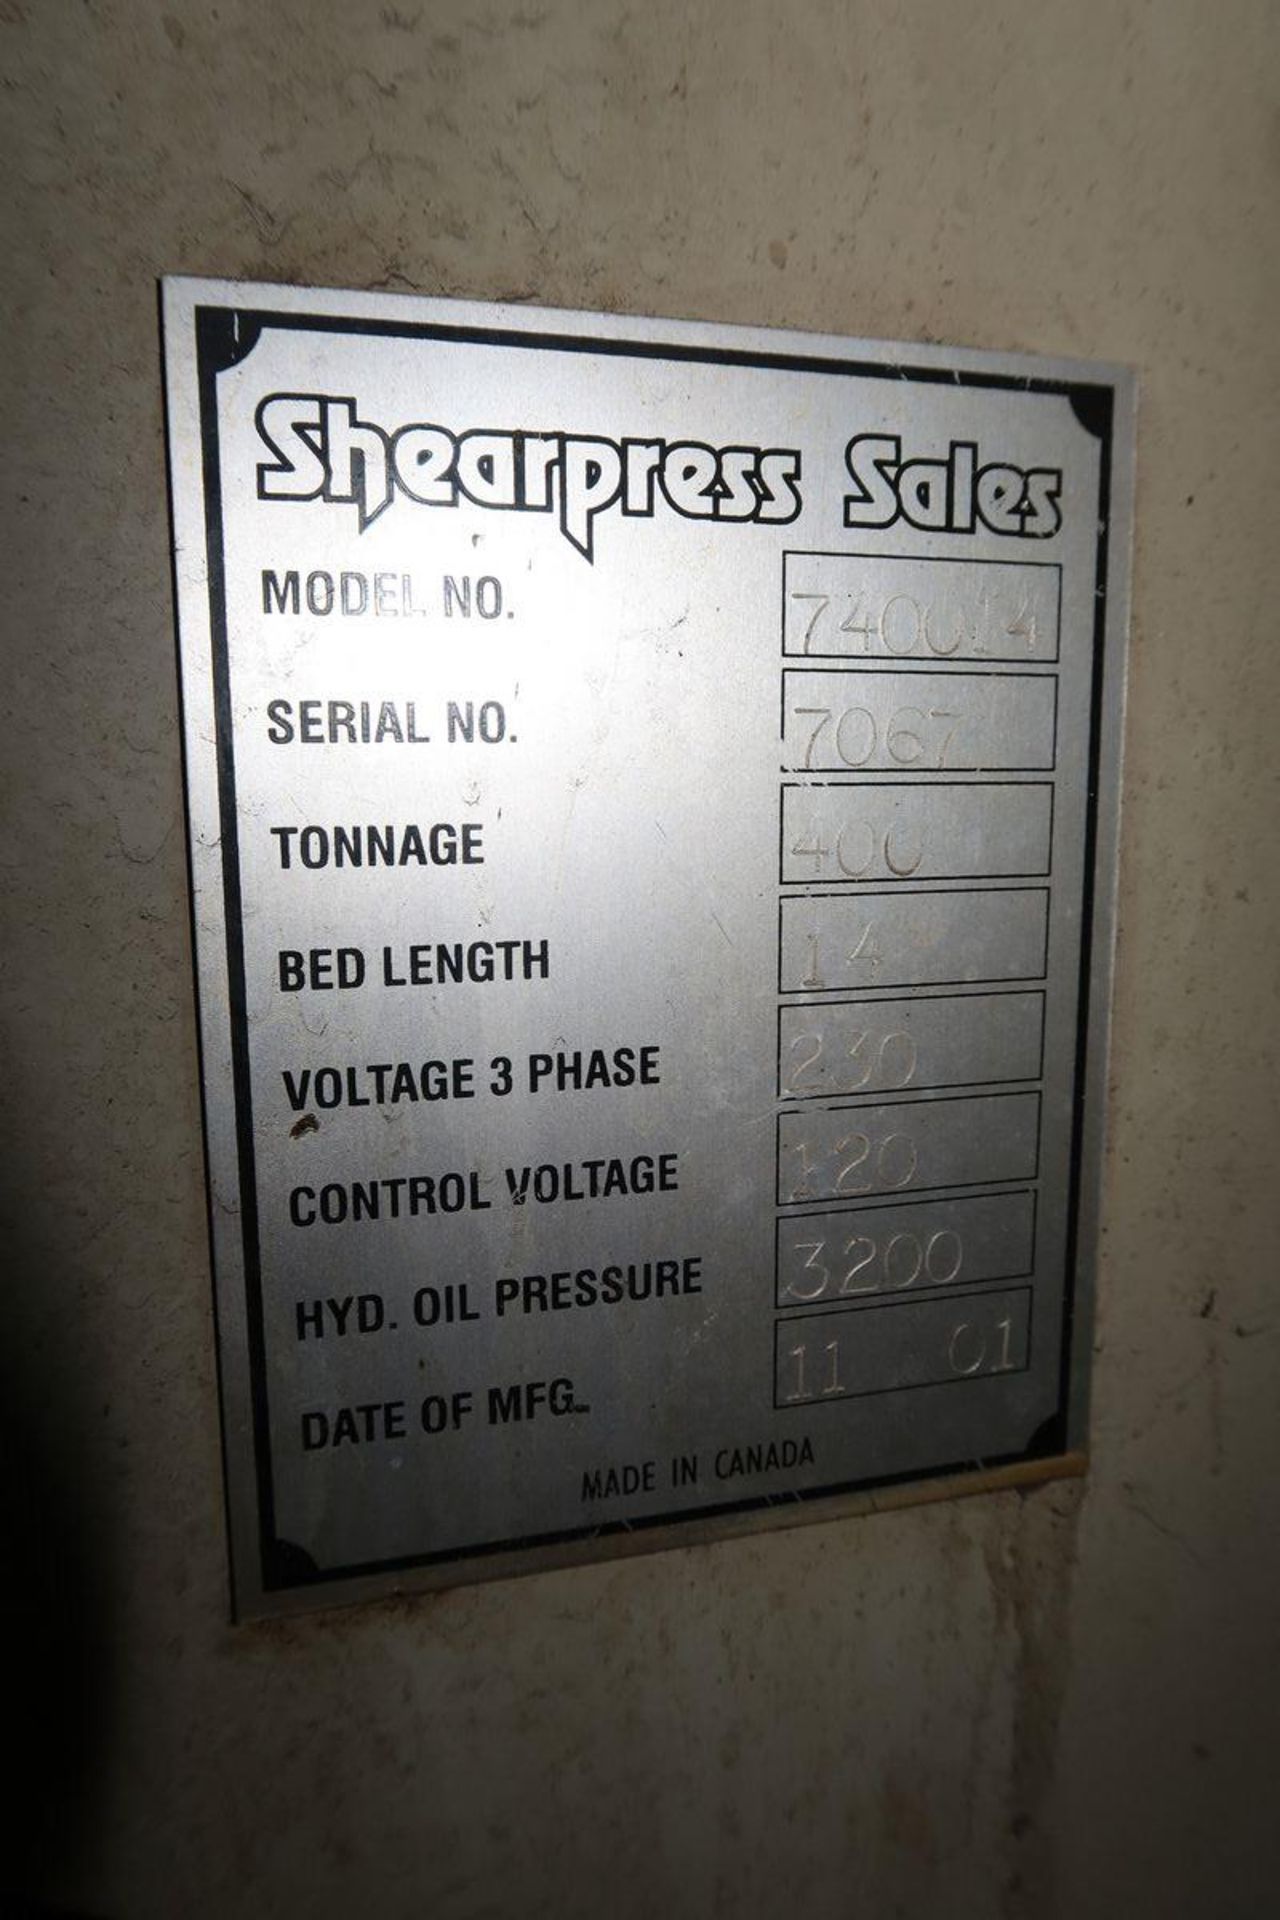 Shearpress Sales
MODEL NO. 740014
SERIAL NO. 7067
TONNAGE 400
BED LENGTH 14
VOLTAGE 3 PHASE 230
CONTROL VOLTAGE 120
HYD. OIL PRESSURE 3200
DATE OF MFG. 11 01
MADE IN CANADA